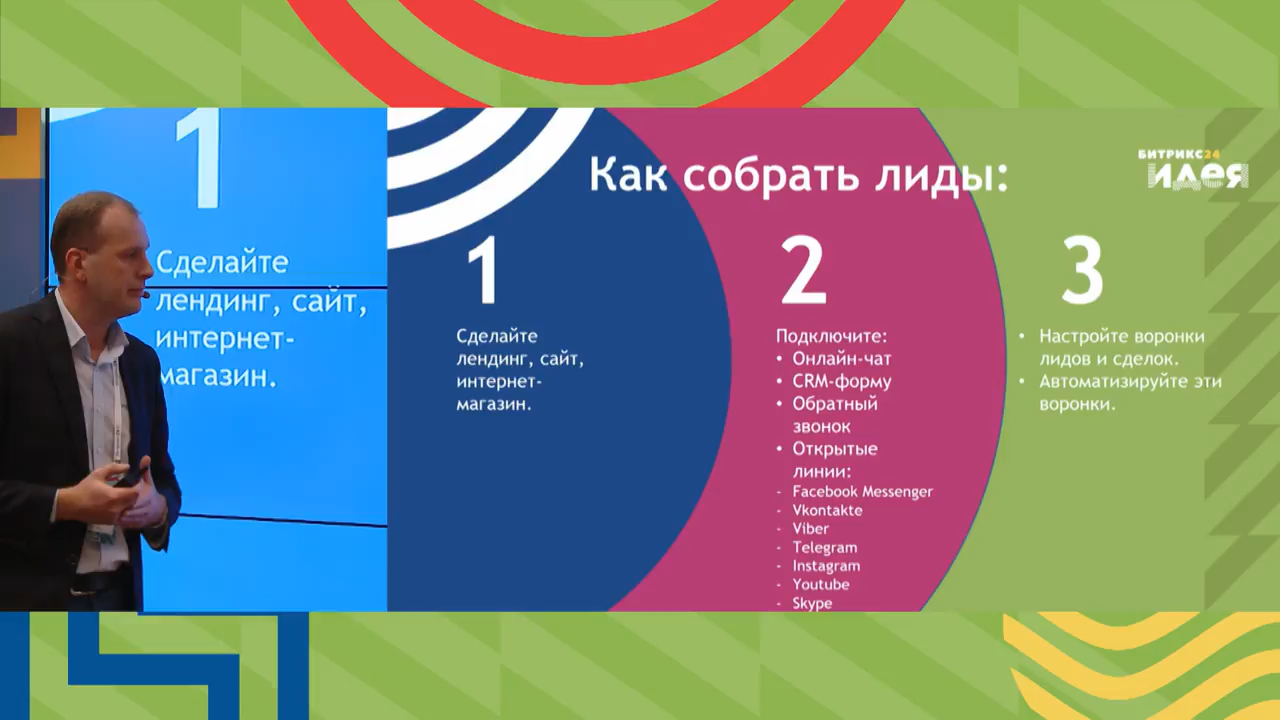 1
Сделайте
лендинг, сайт,
интернет-
магазин.
Как собрать лиды:
БИТРИКС24
идея
1
Сделайте
лендинг, сайт,
интернет-
магазин.
2
Подключите:
• Онлайн-чат
• CRM-форму
• Обратный
звонок
• Открытые
линии:
- Facebook Messenger
- Vkontakte
- Viber
- Telegram
- Instagram
- Youtube
- Skype
3
• Настройте воронки
лидов и сделок.
• Автоматизируйте эти
воронки.